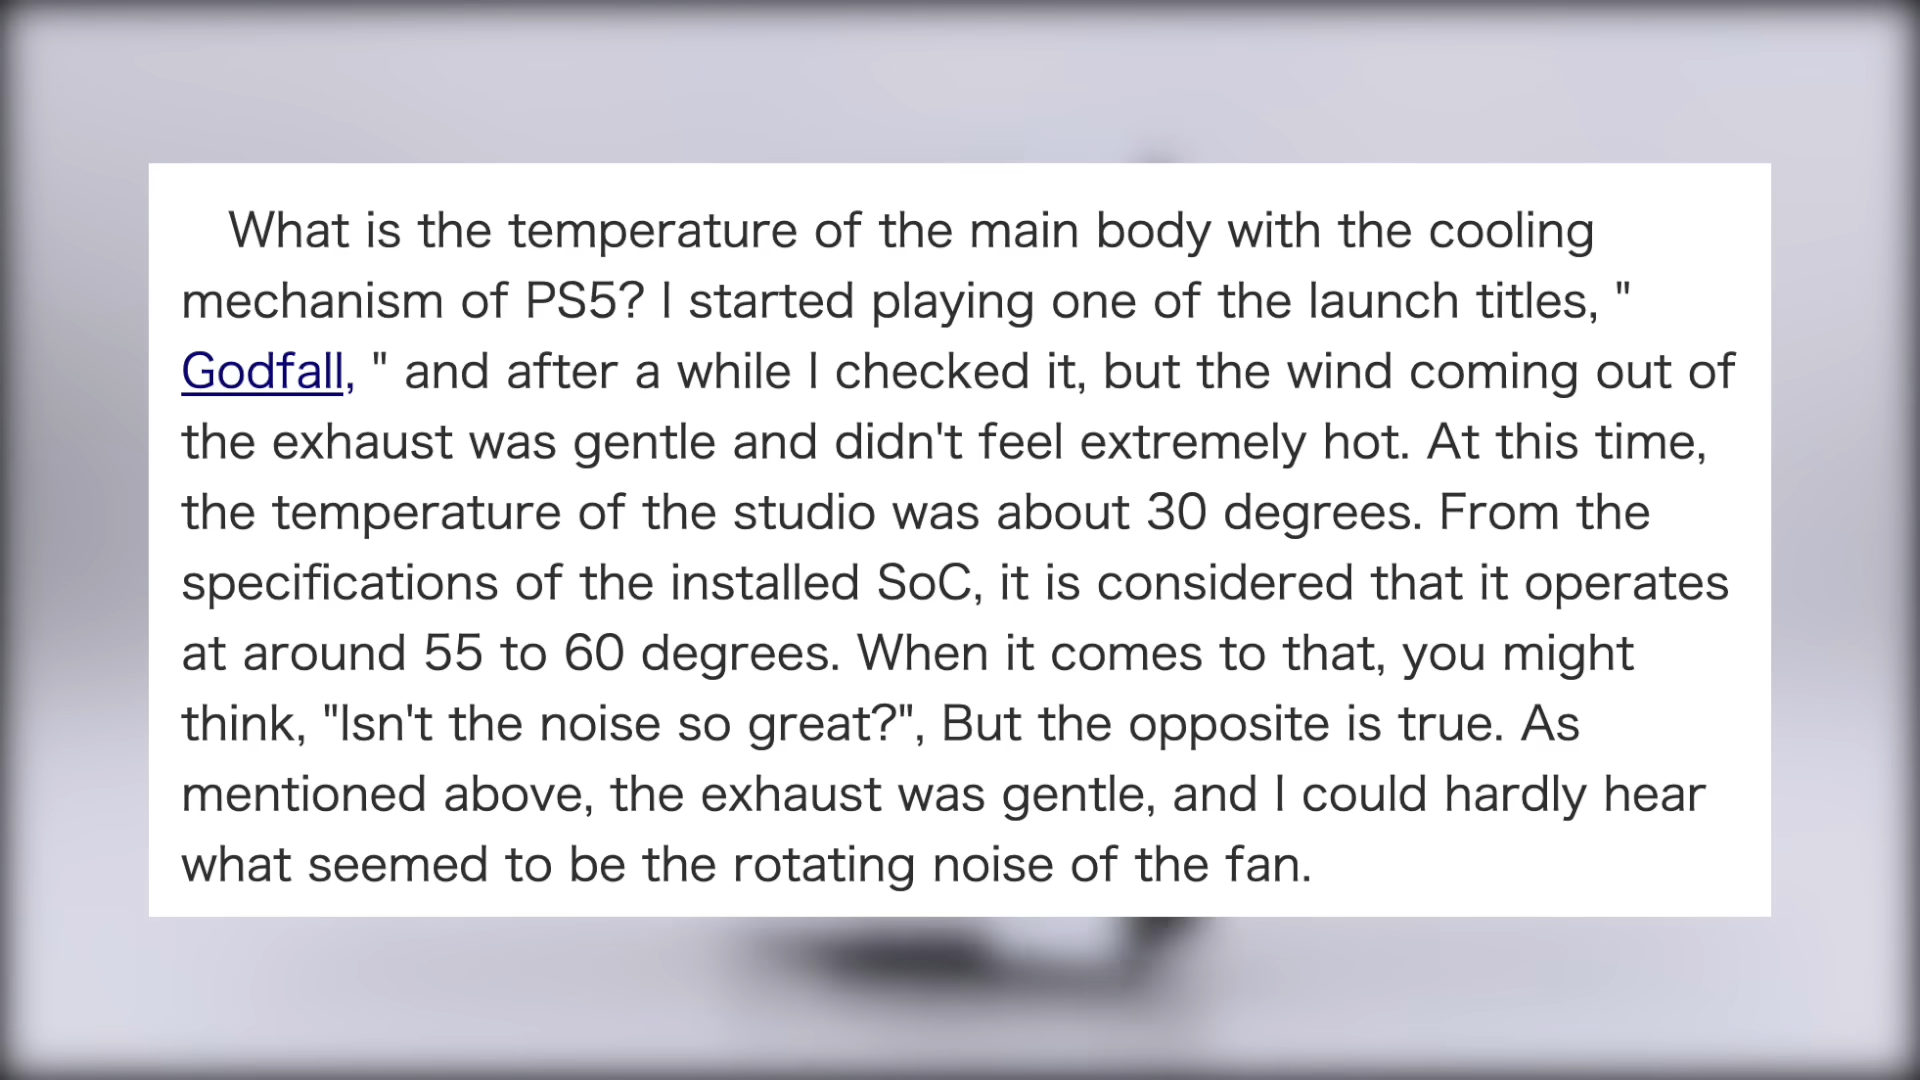 What is the temperature of the main body with the cooling
mechanism of PS5? I started playing one of the launch titles, "
Godfall, " and after a while I checked it, but the wind coming out of
the exhaust was gentle and didn't feel extremely hot. At this time,
the temperature of the studio was about 30 degrees. From the
specifications of the installed SoC, it is considered that it operates
at around 55 to 60 degrees. When it comes to that, you might
think, "Isn't the noise so great?", But the opposite is true. As
mentioned above, the exhaust was gentle, and I could hardly hear
what seemed to be the rotating noise of the fan.